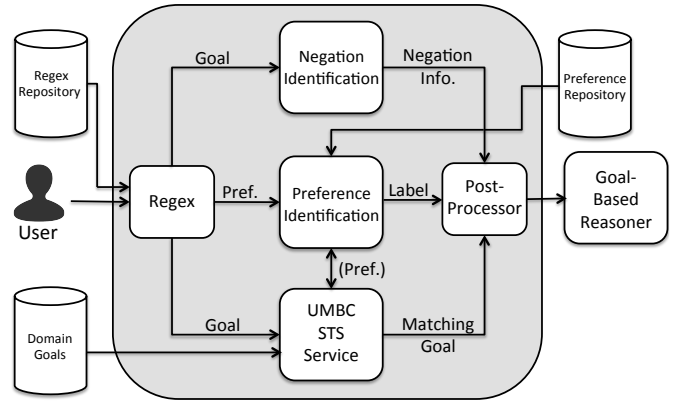 Regex
Repository
Goal
Negation
Identification
Negation
Info.
Preference
Repository
User
Regex
Pref.
Preference
Identification
Label
Post-
Processor
Goal-
Based
Reasoner
(Pref.)
Domain
Goals
Goal
UMBC
STS
Service
Matching
Goal